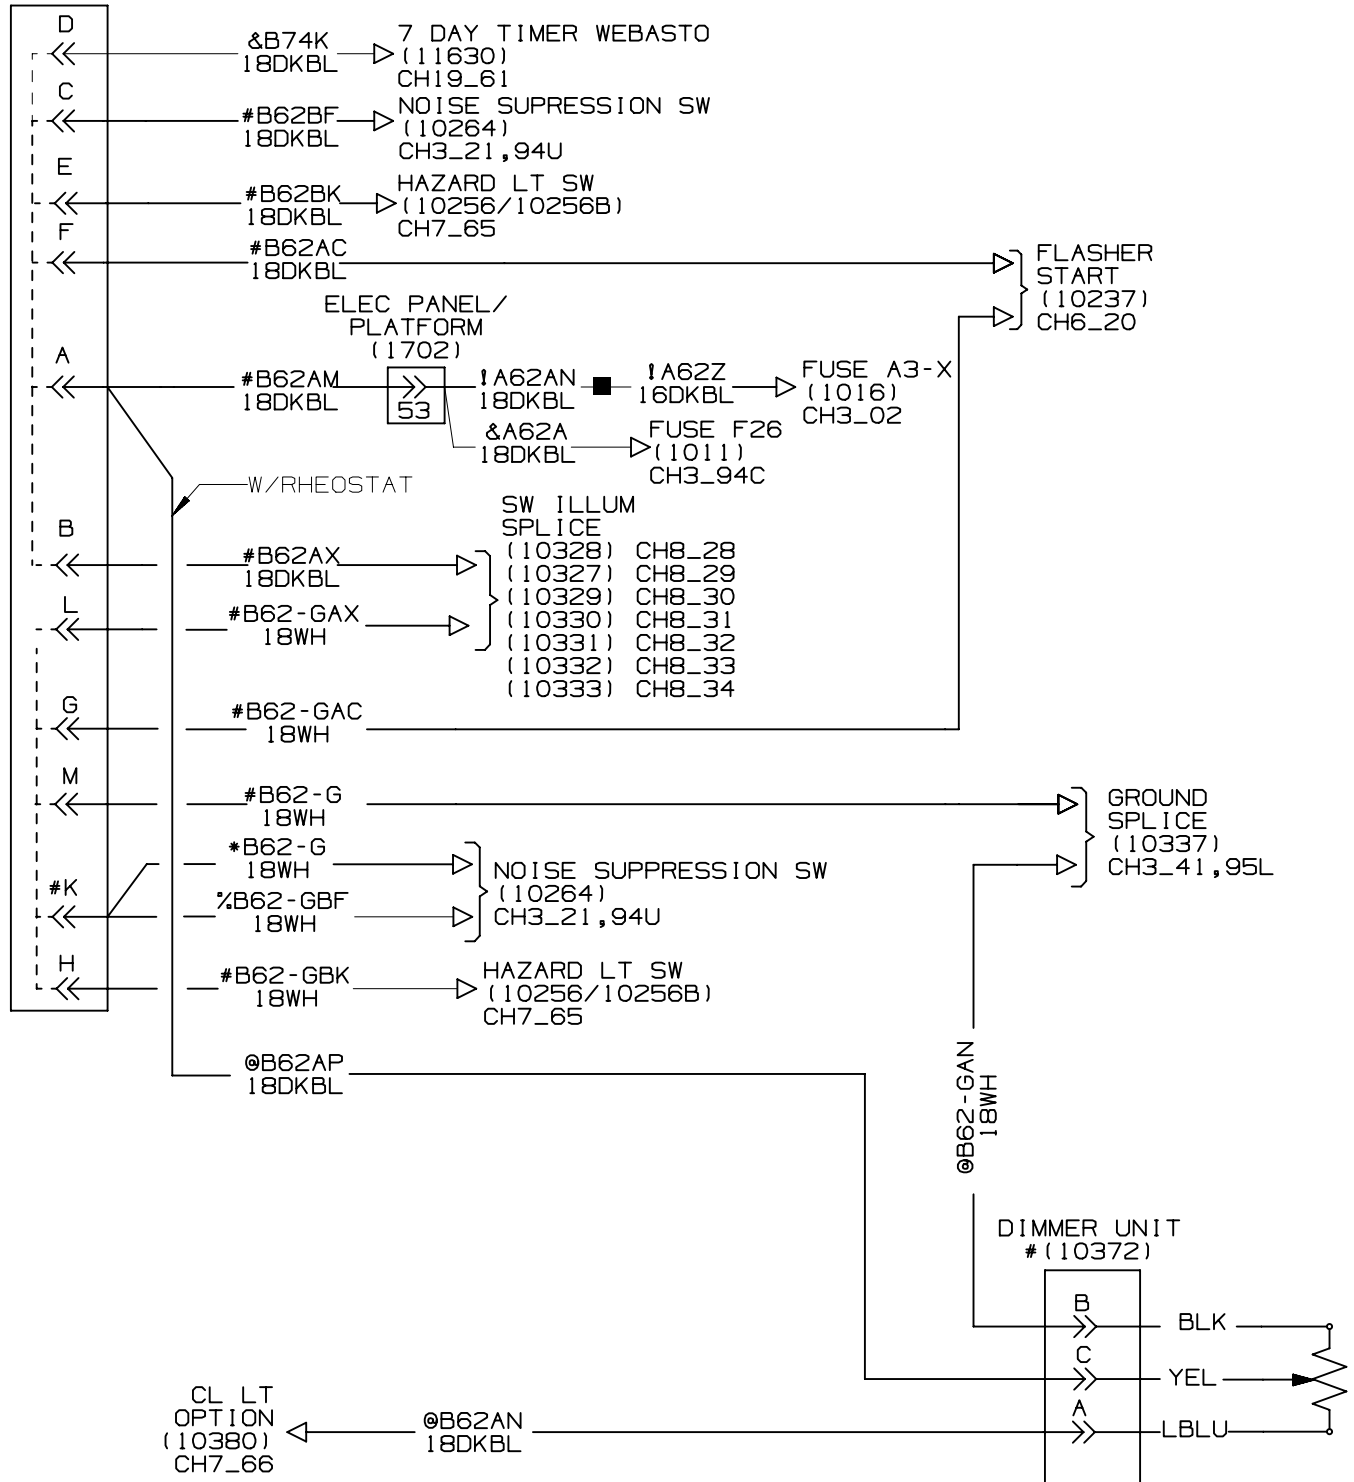 D
&B74K
18DKBL
7 DAY TIMER WEBASTO
(11630)
CH19_61
C
#B62BF
18DKBL
NOISE SUPRESSION SW
(10264)
CH3_21,94U
E
#B62BK
18DKBL
HAZARD LT SW
(10256/10256B)
CH7_65
F
#B62AC
18DKBL
FLASHER
START
(10237)
CH6_20
ELEC PANEL/
PLATFORM
(1702)
A
#B62AM
18DKBL
53
!A62AN
18DKBL
!A62Z
16DKBL
FUSE A3-X
(1016)
CH3_02
&A62A
18DKBL
FUSE F26
(1011)
CH3_94C
W/RHEOSTAT
SW ILLUM
SPLICE
(10328) CH8_28
(10327) CH8_29
(10329) CH8_30
(10330) CH8_31
(10331) CH8_32
(10332) CH8_33
(10333) CH8_34
B
#B62AX
18DKBL
L
#B62-GAX
18WH
G
#B62-GAC
18WH
M
#B62-G
18WH
GROUND
SPLICE
(10337)
CH3_41,95L
*B62-G
18WH
#K
%B62-GBF
18WH
NOISE SUPPRESSION SW
(10264)
CH3_21,94U
H
#B62-GBK
18WH
HAZARD LT SW
(10256/10256B)
CH7_65
@B62AP
18DKBL
@B62-GAN
18WH
DIMMER UNIT
#(10372)
B
BLK
C
YEL
A
LBLU
CL LT
OPTION
(10380)
CH7_66
@B62AN
18DKBL